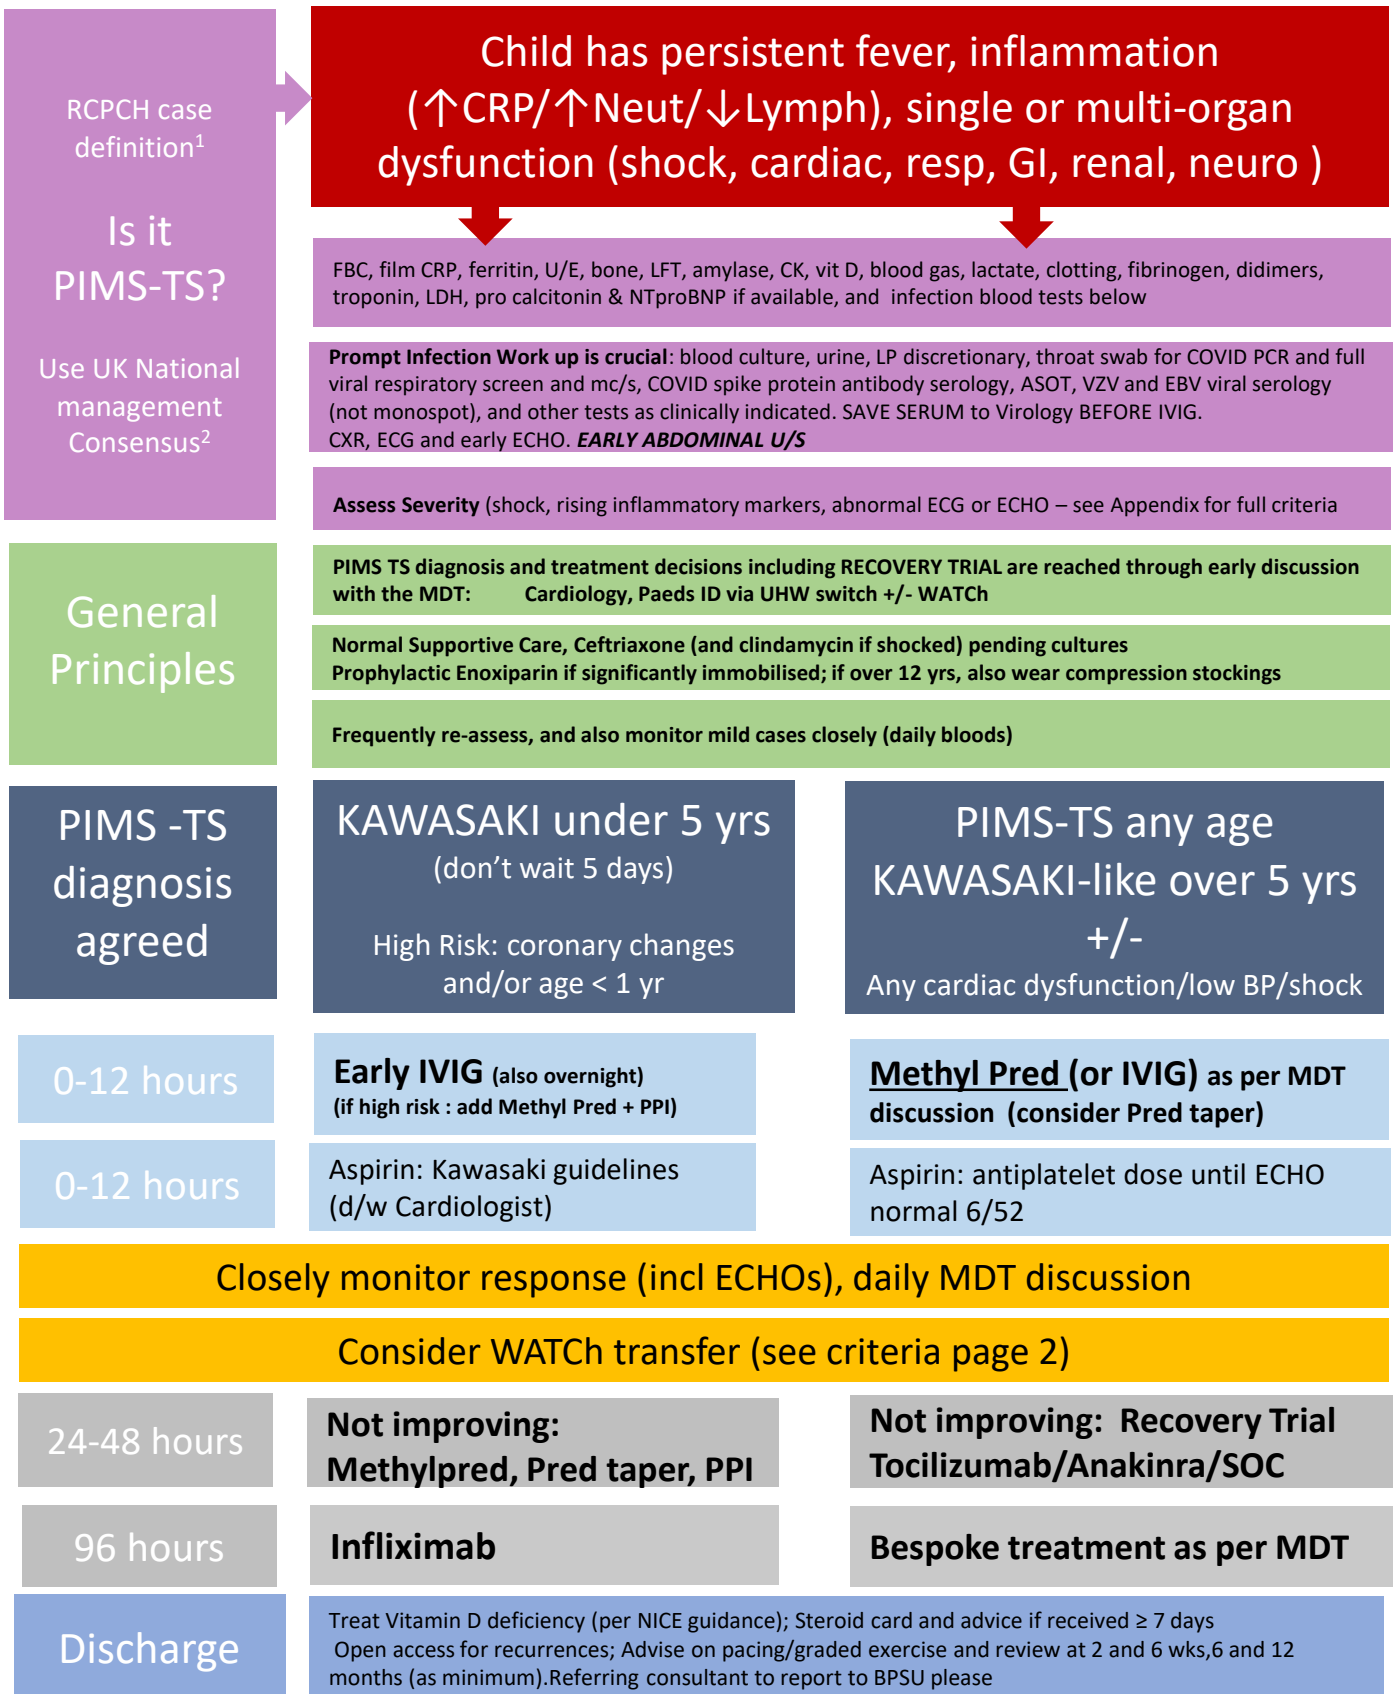 RCPCH case
definition1
Is it
PIMS-TS?
Use UK National
management
Consensus2
Child has persistent fever, inflammation
(↑CRP/↑Neut/↓Lymph), single or multi-organ
dysfunction (shock, cardiac, resp, GI, renal, neuro )
FBC, film CRP, ferritin, U/E, bone, LFT, amylase, CK, vit D, blood gas, lactate, clotting, fibrinogen, didimers,
troponin, LDH, pro calcitonin & NTproBNP if available, and infection blood tests below
Prompt Infection Work up is crucial: blood culture, urine, LP discretionary, throat swab for COVID PCR and full
viral respiratory screen and mc/s, COVID spike protein antibody serology, ASOT, VZV and EBV viral serology
(not monospot), and other tests as clinically indicated. SAVE SERUM to Virology BEFORE IVIG.
CXR, ECG and early ECHO. EARLY ABDOMINAL U/S
Assess Severity (shock, rising inflammatory markers, abnormal ECG or ECHO – see Appendix for full criteria
General
Principles
PIMS TS diagnosis and treatment decisions including RECOVERY TRIAL are reached through early discussion
with the MDT: Cardiology, Paeds ID via UHW switch +/- WATCh
Normal Supportive Care, Ceftriaxone (and clindamycin if shocked) pending cultures
Prophylactic Enoxiparin if significantly immobilised; if over 12 yrs, also wear compression stockings
Frequently re-assess, and also monitor mild cases closely (daily bloods)
PIMS -TS
diagnosis
agreed
KAWASAKI under 5 yrs
(don't wait 5 days)
High Risk: coronary changes
and/or age < 1 yr
PIMS-TS any age
KAWASAKI-like over 5 yrs
+/-
Any cardiac dysfunction/low BP/shock
0-12 hours
Early IVIG (also overnight)
(if high risk : add Methyl Pred + PPI)
Methyl Pred (or IVIG) as per MDT
discussion (consider Pred taper)
0-12 hours
Aspirin: Kawasaki guidelines
(d/w Cardiologist)
Aspirin: antiplatelet dose until ECHO
normal 6/52
Closely monitor response (incl ECHOs), daily MDT discussion
Consider WATCh transfer (see criteria page 2)
24-48 hours
Not improving:
Methylpred, Pred taper, PPI
Not improving: Recovery Trial
Tocilizumab/Anakinra/SOC
96 hours
Infliximab
Bespoke treatment as per MDT
Discharge
Treat Vitamin D deficiency (per NICE guidance); Steroid card and advice if received ≥ 7 days
Open access for recurrences; Advise on pacing/graded exercise and review at 2 and 6 wks,6 and 12
months (as minimum).Referring consultant to report to BPSU please